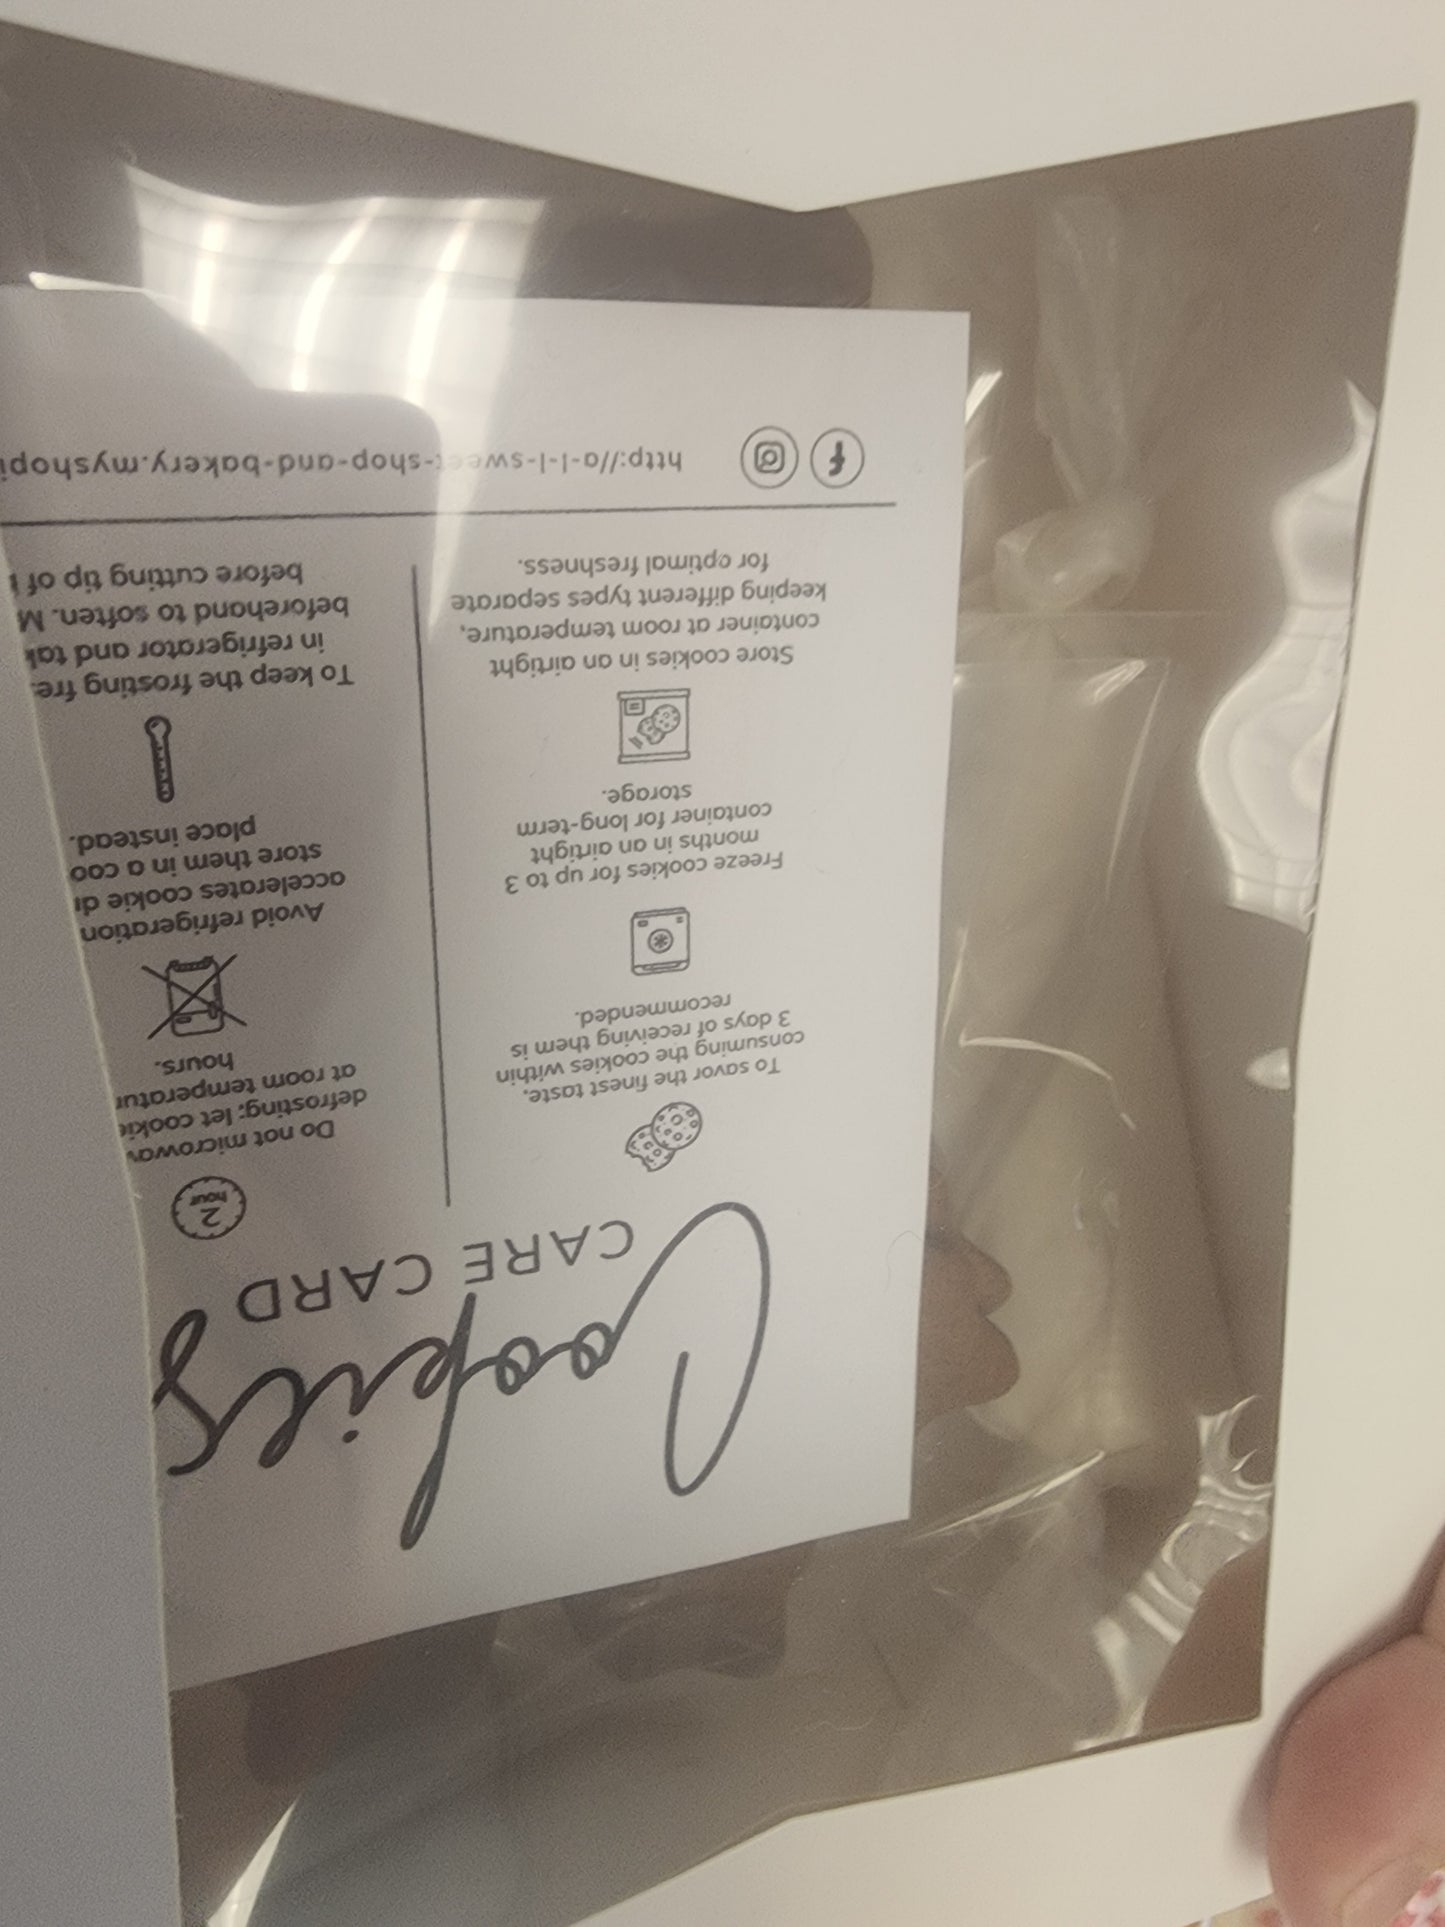 Cookies
CARE CARD
To savor the finest taste,
consuming the cookies within
3 days of receiving them is
recommended.
Freeze cookies for up to 3
months in an airtight
container for long-term
storage.
Store cookies in an airtight
container at room temperature,
keeping different types separate
for optimal freshness.
2
hour
Do not microwav
defrosting; let cookie
at room temperatur
hours.
Avoid refrigeration
accelerates cookie d
store them in a coo
place instead.
To keep the frosting fre
in refrigerator and tak
beforehand to soften. M
before cutting tip of
f
http://a-l-l-sweet-shop-and-bakery.myshopi